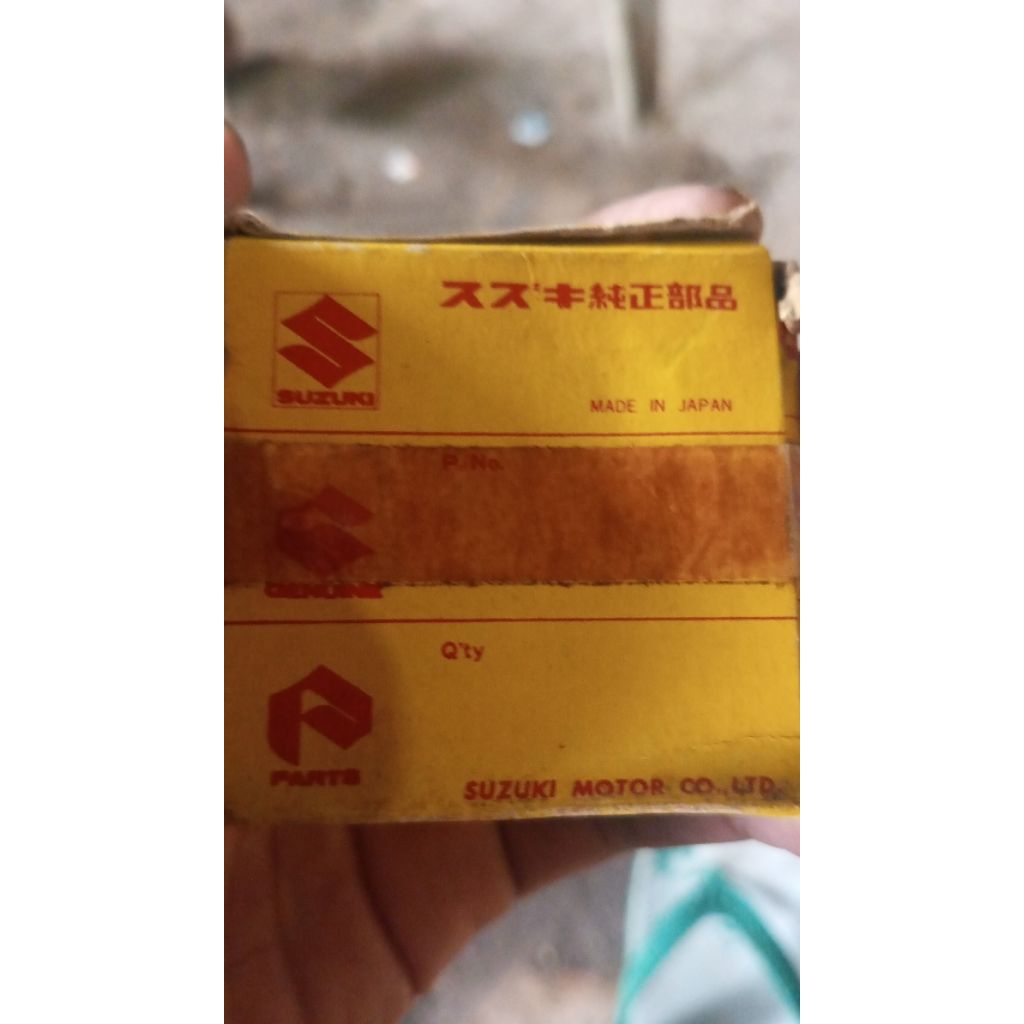 スズキ純正部品
SUZUKI
MADE IN JAPAN
P. No.
GENUINE
Q'ty
PARTS
SUZUKI MOTOR CO., LTD.